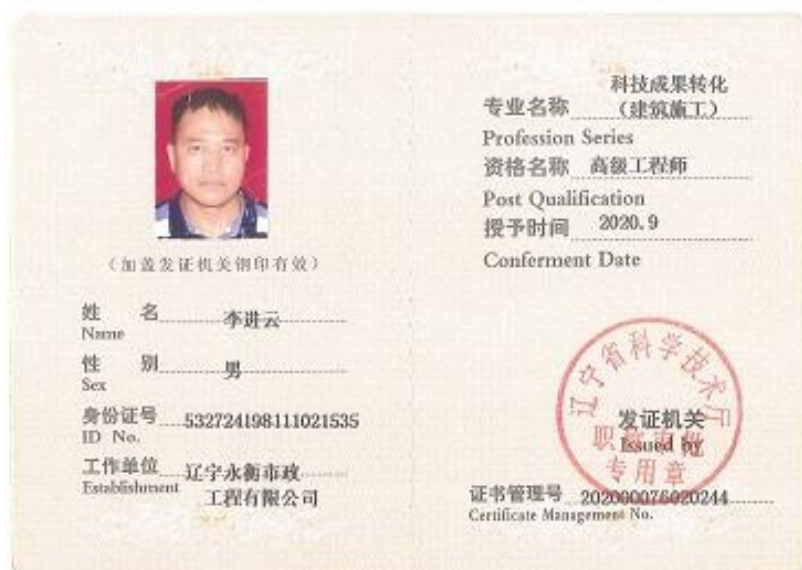 （加盖发证机关钢印有效）
姓 名 李进云
Name
性 别 男
Sex
身份证号 532724198111021535
ID No.
工作单位 辽宁永衡市政
Establishment 工程有限公司
科技成果转化
专业名称 （建筑施工）
Profession Series
资格名称 高级工程师
Post Qualification
授予时间 2020.9
Conferment Date
辽宁省科学技术厅
发证机关
Issued by
专用章
证书管理号 202000076020244
Certificate Management No.